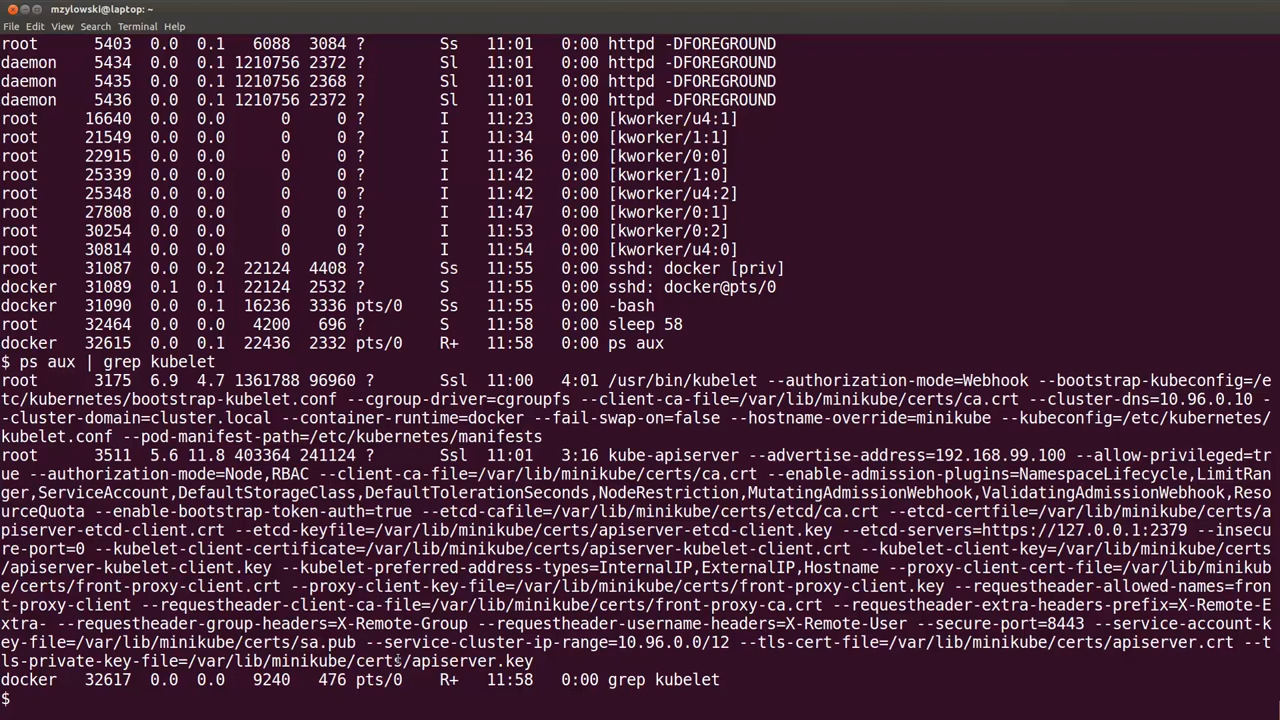 mzylowski@laptop: ~
File Edit View Search Terminal Help
root 5403 0.0 0.1 6088 3084 ? Ss 11:01 0:00 httpd -DFOREGROUND
daemon 5434 0.0 0.1 1210756 2372 ? Sl 11:01 0:00 httpd -DFOREGROUND
daemon 5435 0.0 0.1 1210756 2368 ? Sl 11:01 0:00 httpd -DFOREGROUND
daemon 5436 0.0 0.1 1210756 2372 ? Sl 11:01 0:00 httpd -DFOREGROUND
root 16640 0.0 0.0 0 0 ? I 11:23 0:00 [kworker/u4:1]
root 21549 0.0 0.0 0 0 ? I 11:34 0:00 [kworker/1:1]
root 22915 0.0 0.0 0 0 ? I 11:36 0:00 [kworker/0:0]
root 25339 0.0 0.0 0 0 ? I 11:42 0:00 [kworker/1:0]
root 25348 0.0 0.0 0 0 ? I 11:42 0:00 [kworker/u4:2]
root 27808 0.0 0.0 0 0 ? I 11:47 0:00 [kworker/0:1]
root 30254 0.0 0.0 0 0 ? I 11:53 0:00 [kworker/0:2]
root 30814 0.0 0.0 0 0 ? I 11:54 0:00 [kworker/u4:0]
root 31087 0.0 0.2 22124 4408 ? Ss 11:55 0:00 sshd: docker [priv]
docker 31089 0.1 0.1 22124 2532 ? S 11:55 0:00 sshd: docker@pts/0
docker 31090 0.0 0.1 16236 3336 pts/0 Ss 11:55 0:00 -bash
root 32464 0.0 0.0 4200 696 ? S 11:58 0:00 sleep 58
docker 32615 0.0 0.1 22436 2332 pts/0 R+ 11:58 0:00 ps aux
$ ps aux | grep kubelet
root 3175 6.9 4.7 1361788 96960 ? Ssl 11:00 4:01 /usr/bin/kubelet --authorization-mode=Webhook --bootstrap-kubeconfig=/e
tc/kubernetes/bootstrap-kubelet.conf --cgroup-driver=cgroupfs --client-ca-file=/var/lib/minikube/certs/ca.crt --cluster-dns=10.96.0.10 -
-cluster-domain=cluster.local --container-runtime=docker --fail-swap-on=false --hostname-override=minikube --kubeconfig=/etc/kubernetes/
kubelet.conf --pod-manifest-path=/etc/kubernetes/manifests
root 3511 5.6 11.8 403364 241124 ? Ssl 11:01 3:16 kube-apiserver --advertise-address=192.168.99.100 --allow-privileged=tr
ue --authorization-mode=Node,RBAC --client-ca-file=/var/lib/minikube/certs/ca.crt --enable-admission-plugins=NamespaceLifecycle,LimitRan
ger,ServiceAccount,DefaultStorageClass,DefaultTolerationSeconds,NodeRestriction,MutatingAdmissionWebhook,ValidatingAdmissionWebhook,Reso
urceQuota --enable-bootstrap-token-auth=true --etcd-cafile=/var/lib/minikube/certs/etcd/ca.crt --etcd-certfile=/var/lib/minikube/certs/a
piserver-etcd-client.crt --etcd-keyfile=/var/lib/minikube/certs/apiserver-etcd-client.key --etcd-servers=https://127.0.0.1:2379 --insecu
re-port=0 --kubelet-client-certificate=/var/lib/minikube/certs/apiserver-kubelet-client.crt --kubelet-client-key=/var/lib/minikube/certs
/apiserver-kubelet-client.key --kubelet-preferred-address-types=InternalIP,ExternalIP,Hostname --proxy-client-cert-file=/var/lib/minikub
e/certs/front-proxy-client.crt --proxy-client-key-file=/var/lib/minikube/certs/front-proxy-client.key --requestheader-allowed-names=fron
t-proxy-client --requestheader-client-ca-file=/var/lib/minikube/certs/front-proxy-ca.crt --requestheader-extra-headers-prefix=X-Remote-E
xtra- --requestheader-group-headers=X-Remote-Group --requestheader-username-headers=X-Remote-User --secure-port=8443 --service-account-k
ey-file=/var/lib/minikube/certs/sa.pub --service-cluster-ip-range=10.96.0.0/12 --tls-cert-file=/var/lib/minikube/certs/apiserver.crt --t
ls-private-key-file=/var/lib/minikube/certs/apiserver.key
docker 32617 0.0 0.0 9240 476 pts/0 R+ 11:58 0:00 grep kubelet
$